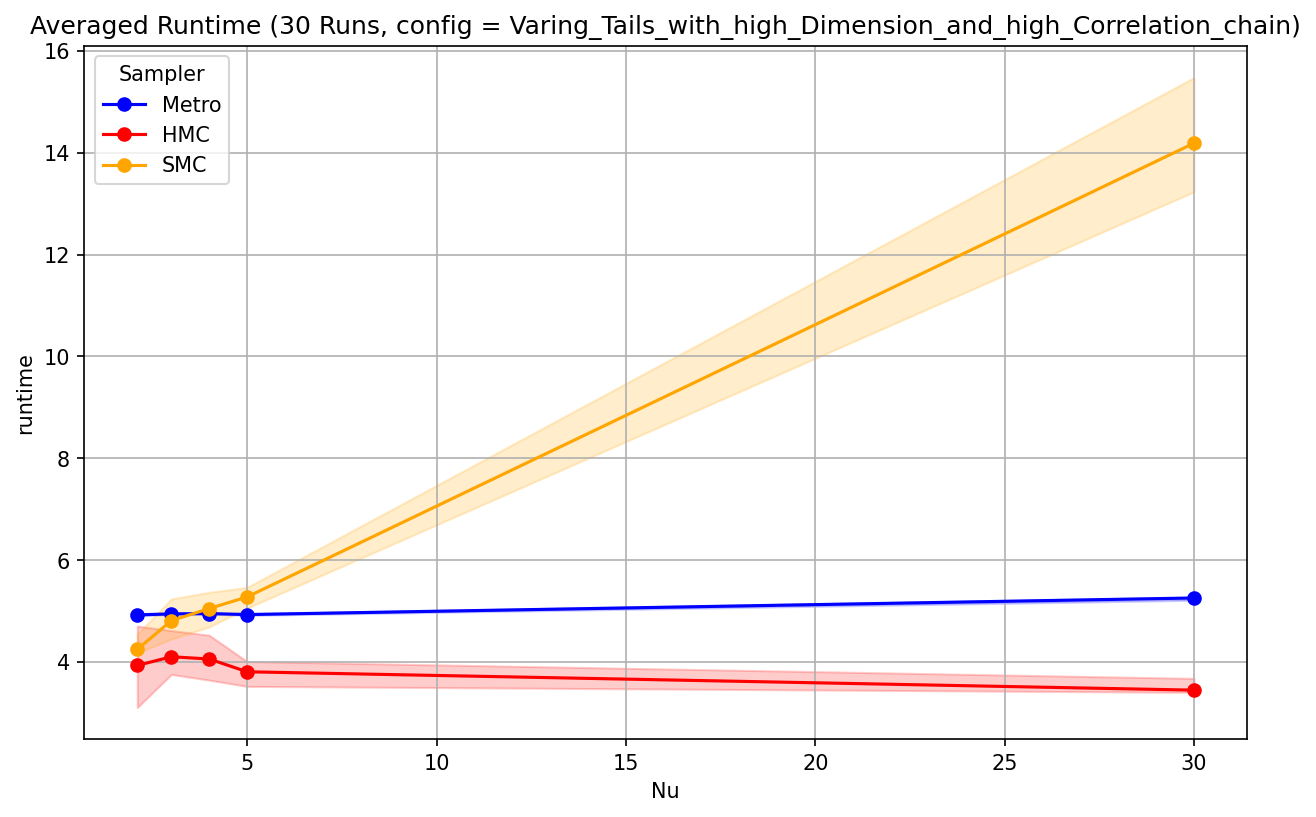 Averaged Runtime (30 Runs, config = Varing_Tails_with_high_Dimension_and_high_Correlation_chain)
16
14
12
10
8
6
4
runtime
Sampler
Metro
HMC
SMC
5
10
15
20
25
30
Nu